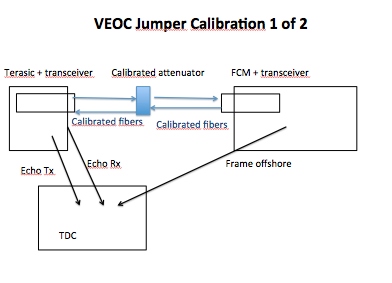 VEOC Jumper Calibration 1 of 2
Terasic + transceiver
Calibrated attenuator
FCM + transceiver
Calibrated fibers
Calibrated fibers
Echo Tx
Echo Rx
Frame offshore
TDC